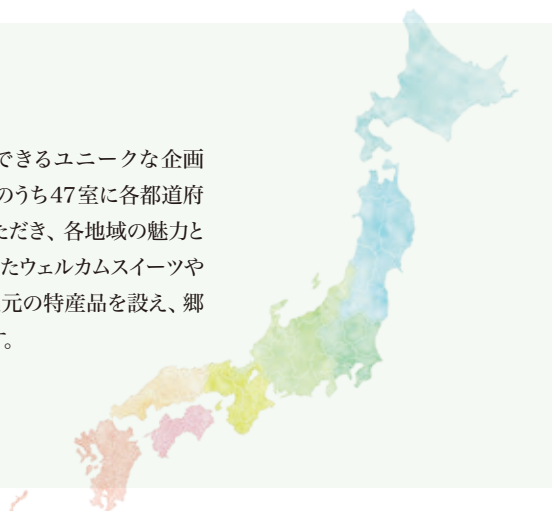 できるユニークな企画
のうち47室に各都道府
ただき、各地域の魅力と
たウェルカムスイーツや
元の特産品を設え、郷
す。